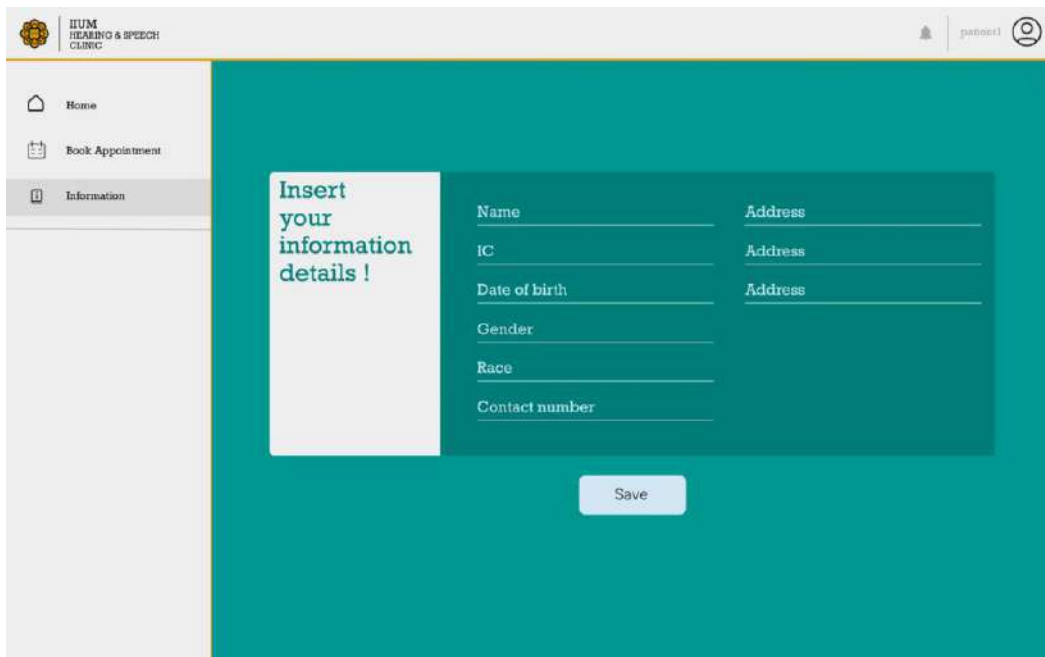 IIUM
HEARING & SPEECH
CLINIC
patient1
Home
Book Appointment
Information
Insert
your
information
details !
Name
IC
Date of birth
Gender
Race
Contact number
Address
Address
Address
Save